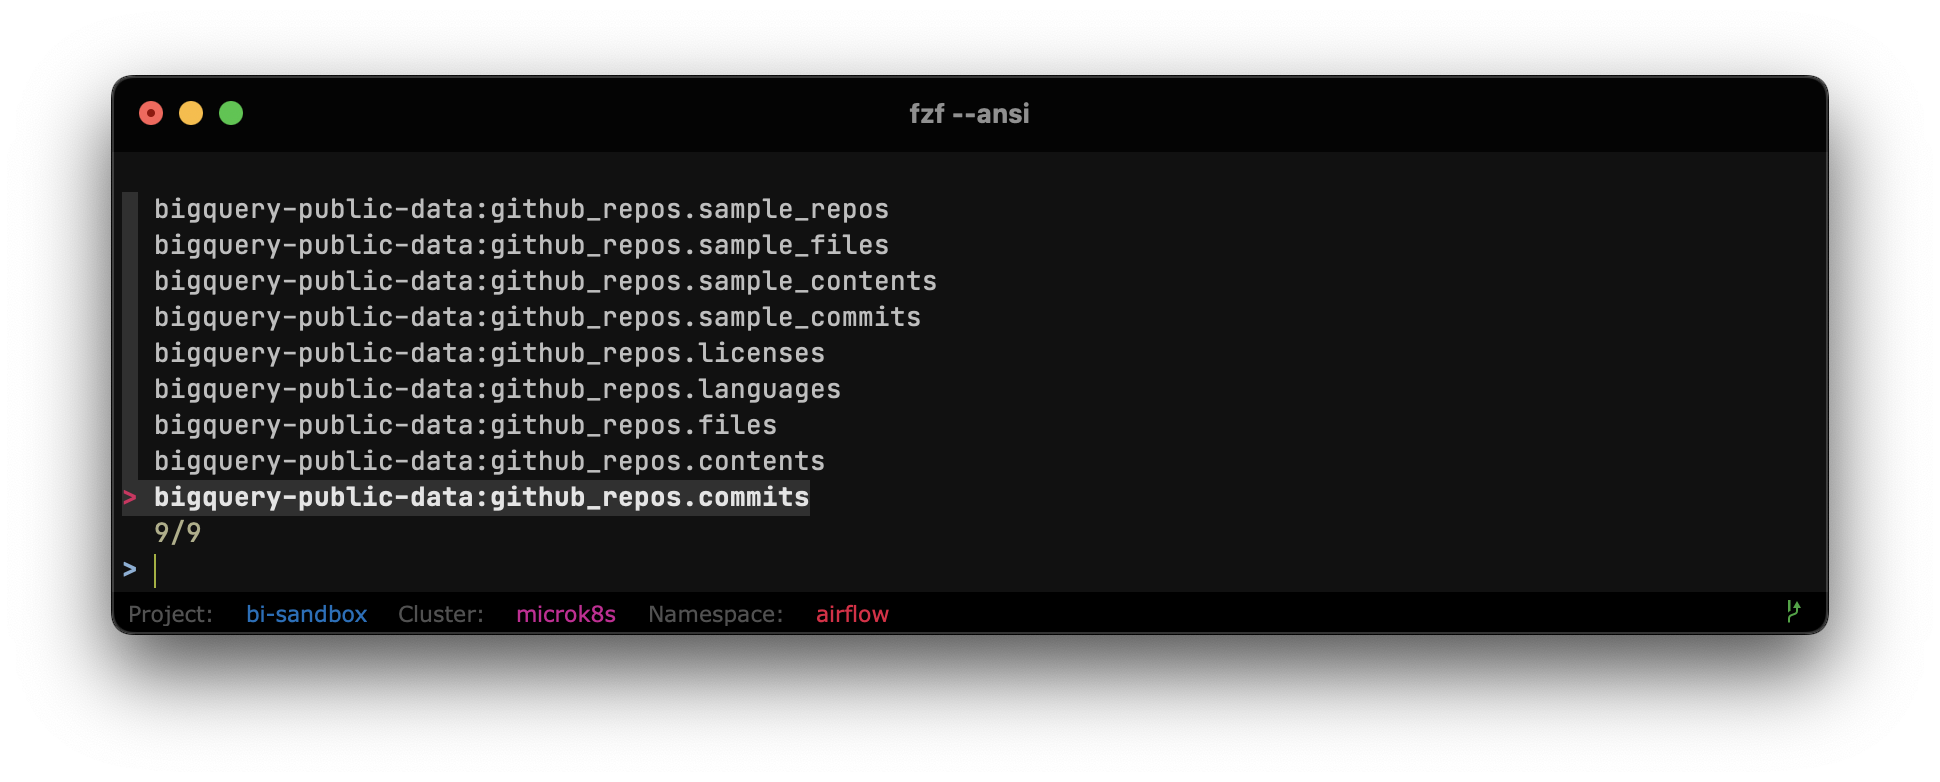 fzf --ansi
bigquery-public-data:github_repos.sample_repos
bigquery-public-data:github_repos.sample_files
bigquery-public-data:github_repos.sample_contents
bigquery-public-data:github_repos.sample_commits
bigquery-public-data:github_repos.licenses
bigquery-public-data:github_repos.languages
bigquery-public-data:github_repos.files
bigquery-public-data:github_repos.contents
> bigquery-public-data:github_repos.commits
9/9
>
Project: bi-sandbox Cluster: microk8s Namespace: airflow